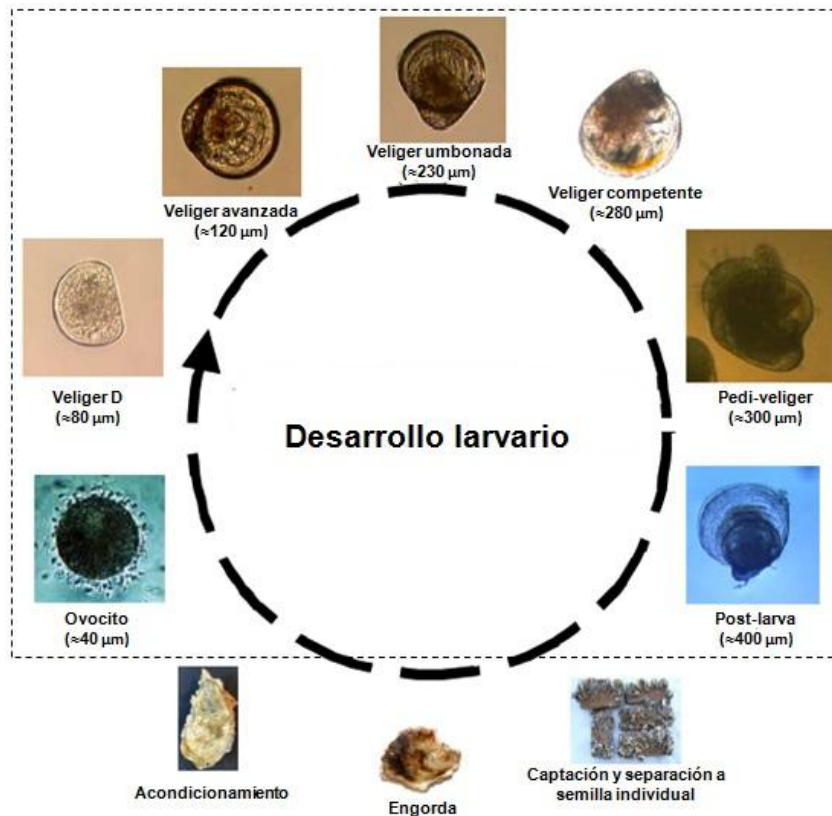 Veliger umbonada
(≈230 µm)
Veliger competente
(≈280 µm)
Veliger avanzada
(≈120 µm)
Veliger D
(≈80 µm)
Pedi-veliger
(≈300 µm)
Desarrollo larvario
Ovocito
(≈40 µm)
Post-larva
(≈400 µm)
Acondicionamiento
Engorda
Captación y separación a
semilla individual